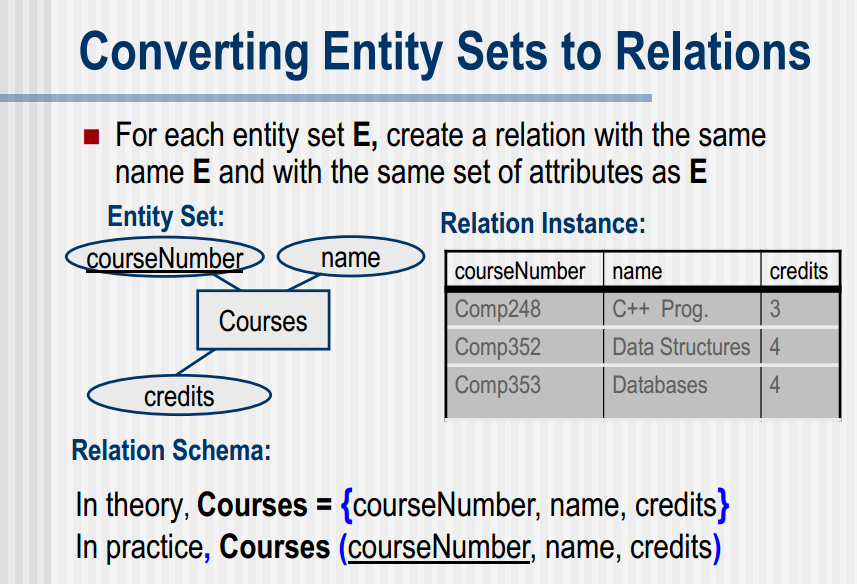 Converting Entity Sets to Relations
■ For each entity set E, create a relation with the same
name E and with the same set of attributes as E
Entity Set:
courseNumber
name
Courses
credits
Relation Instance:
courseNumber name credits
Comp248 C++ Prog. 3
Comp352 Data Structures 4
Comp353 Databases 4
Relation Schema:
In theory, Courses = {courseNumber, name, credits}
In practice, Courses (courseNumber, name, credits)